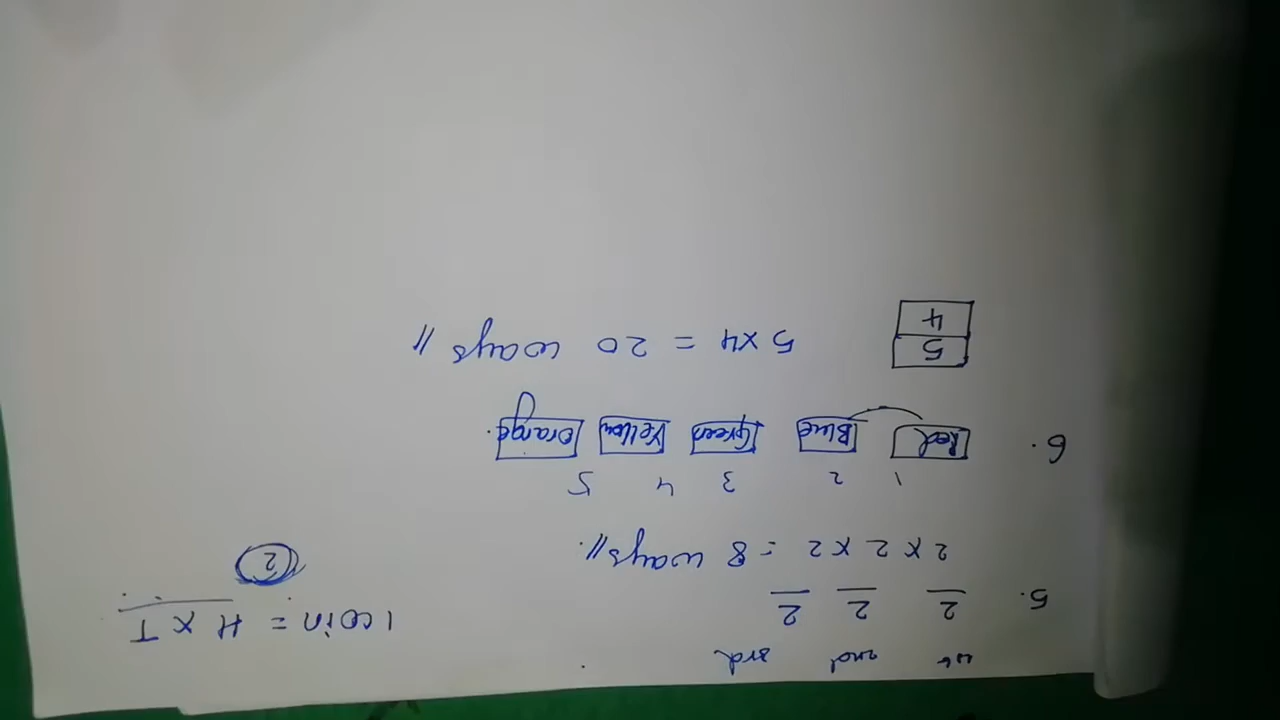 1st 2nd 3rd
5. 2 2 2 1 coin = H x T
2 x 2 x 2 = 8 ways // 2
1 2 3 4 5
6. Red Blue Green Yellow Orange.
5 5 x 4 = 20 ways //
4